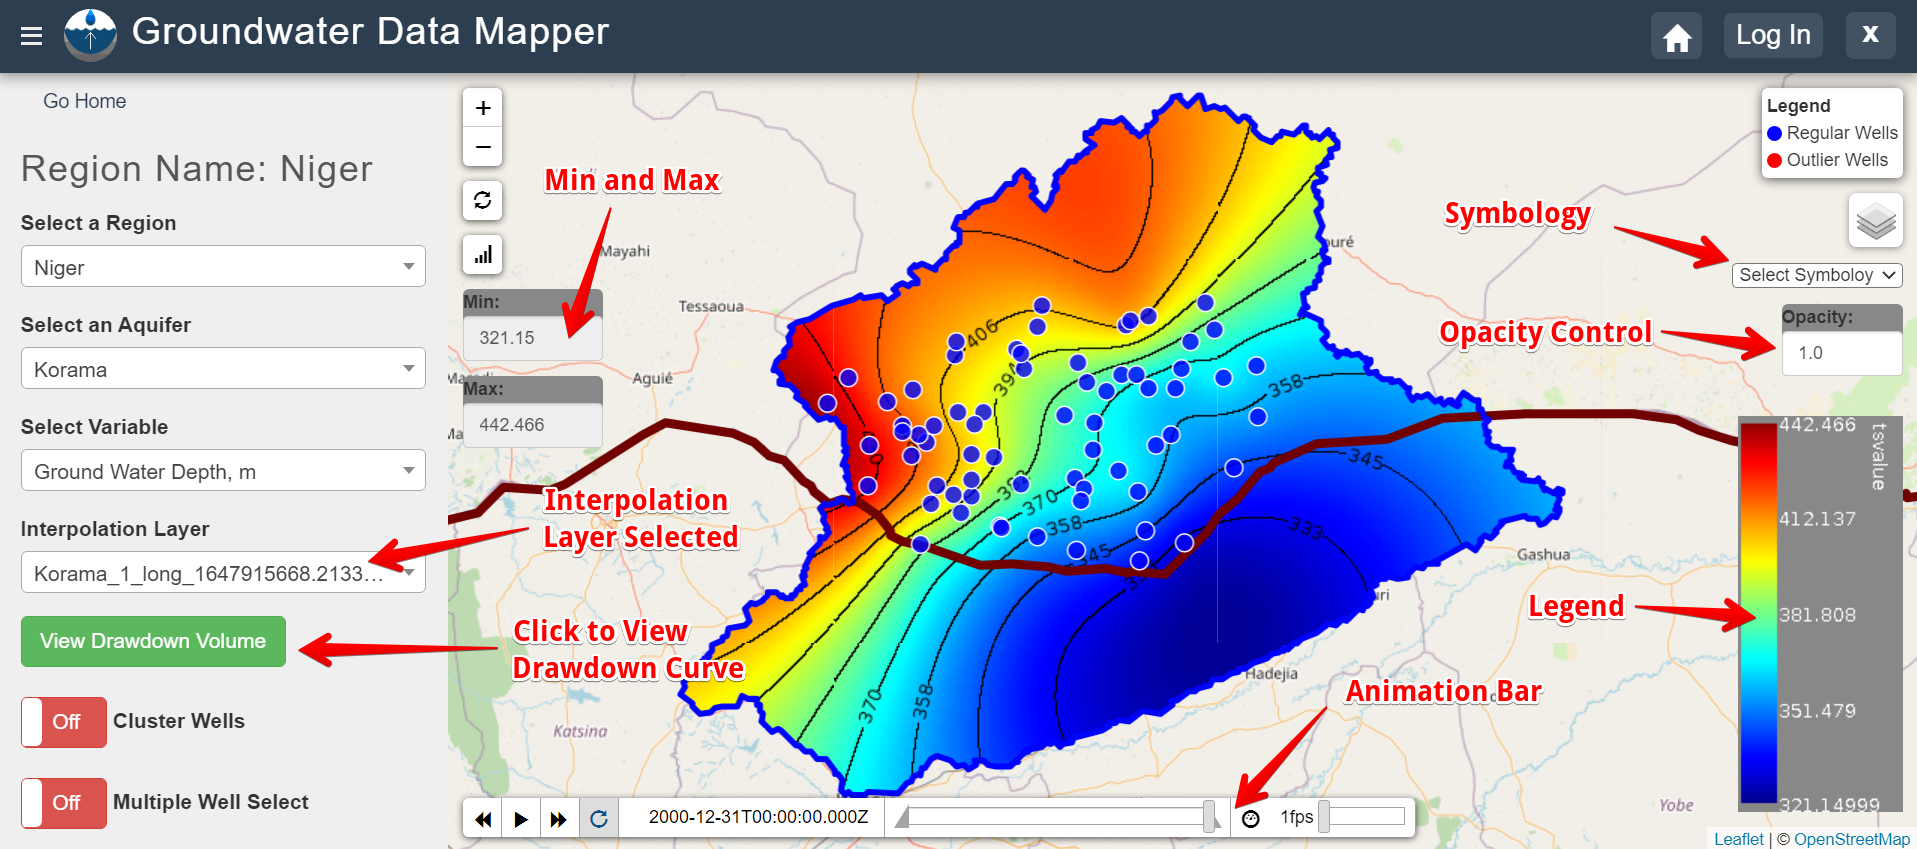 Groundwater Data Mapper
Log In
X
Go Home
Region Name: Niger
Select a Region
Niger
Select an Aquifer
Korama
Select Variable
Ground Water Depth, m
Interpolation Layer
Korama_1_long_1647915668.2133...
View Drawdown Volume
Off
Cluster Wells
Off
Multiple Well Select
+
−
Min:
321.15
Max:
442.466
Min and Max
Interpolation
Layer Selected
Click to View
Drawdown Curve
Symbology
Opacity Control
Legend
Animation Bar
Mayahi
Tessaoua
Aguié
Katsina
Gashua
Hadejia
Yobe
406
394
382
370
358
345
358
345
333
370
358
Legend
Regular Wells
Outlier Wells
Select Symboloy
Opacity:
1.0
442.466
tsvalue
412.137
381.808
351.479
321.14999
2000-12-31T00:00:00.000Z
1fps
Leaflet | © OpenStreetMap